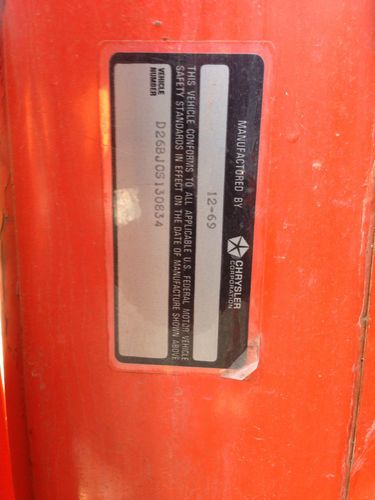 MANUFACTURED BY CHRYSLER
CORPORATION
12-69
THIS VEHICLE CONFORMS TO ALL APPLICABLE U.S. FEDERAL MOTOR VEHICLE
SAFETY STANDARDS IN EFFECT ON THE DATE OF MANUFACTURE SHOWN ABOVE.
VEHICLE
NUMBER
D26BJ0S130834